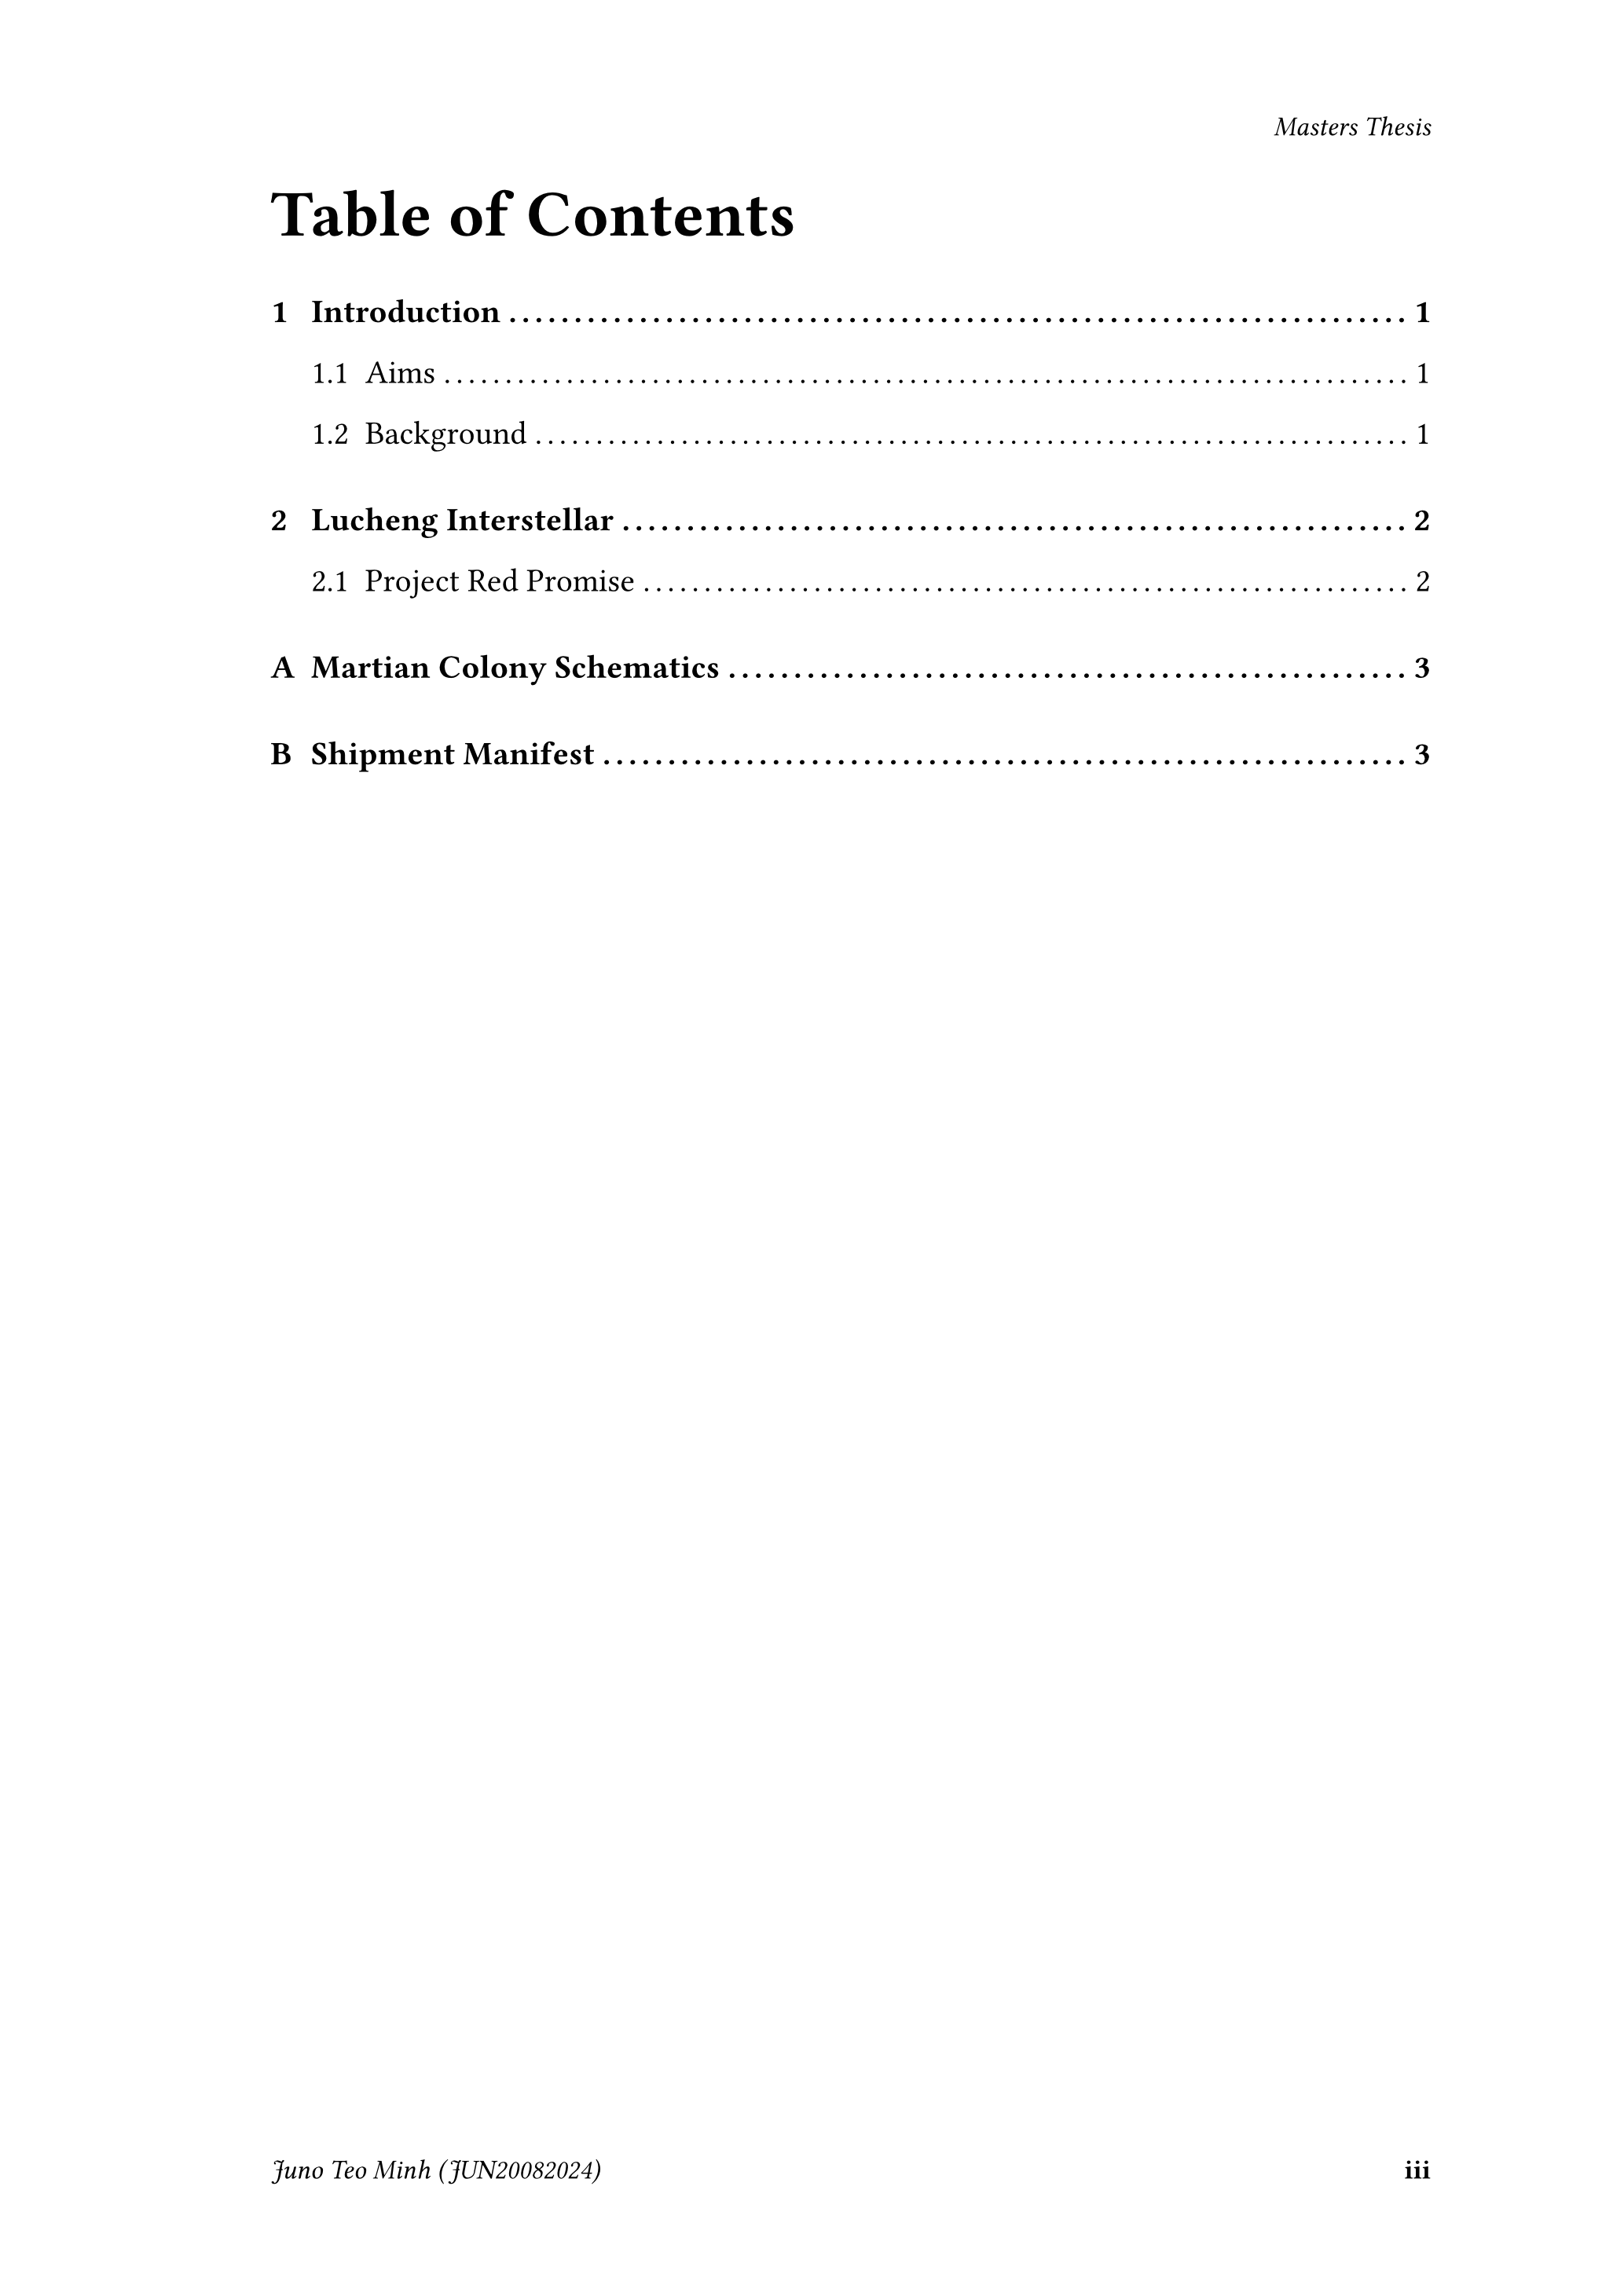 Masters Thesis
Table of Contents
1 Introduction ........................................................................ 1
1.1 Aims ........................................................................ 1
1.2 Background ........................................................................ 1
2 Lucheng Interstellar ........................................................................ 2
2.1 Project Red Promise ........................................................................ 2
A Martian Colony Schematics ........................................................................ 3
B Shipment Manifest ........................................................................ 3
Juno Teo Minh (JUN20082024) iii